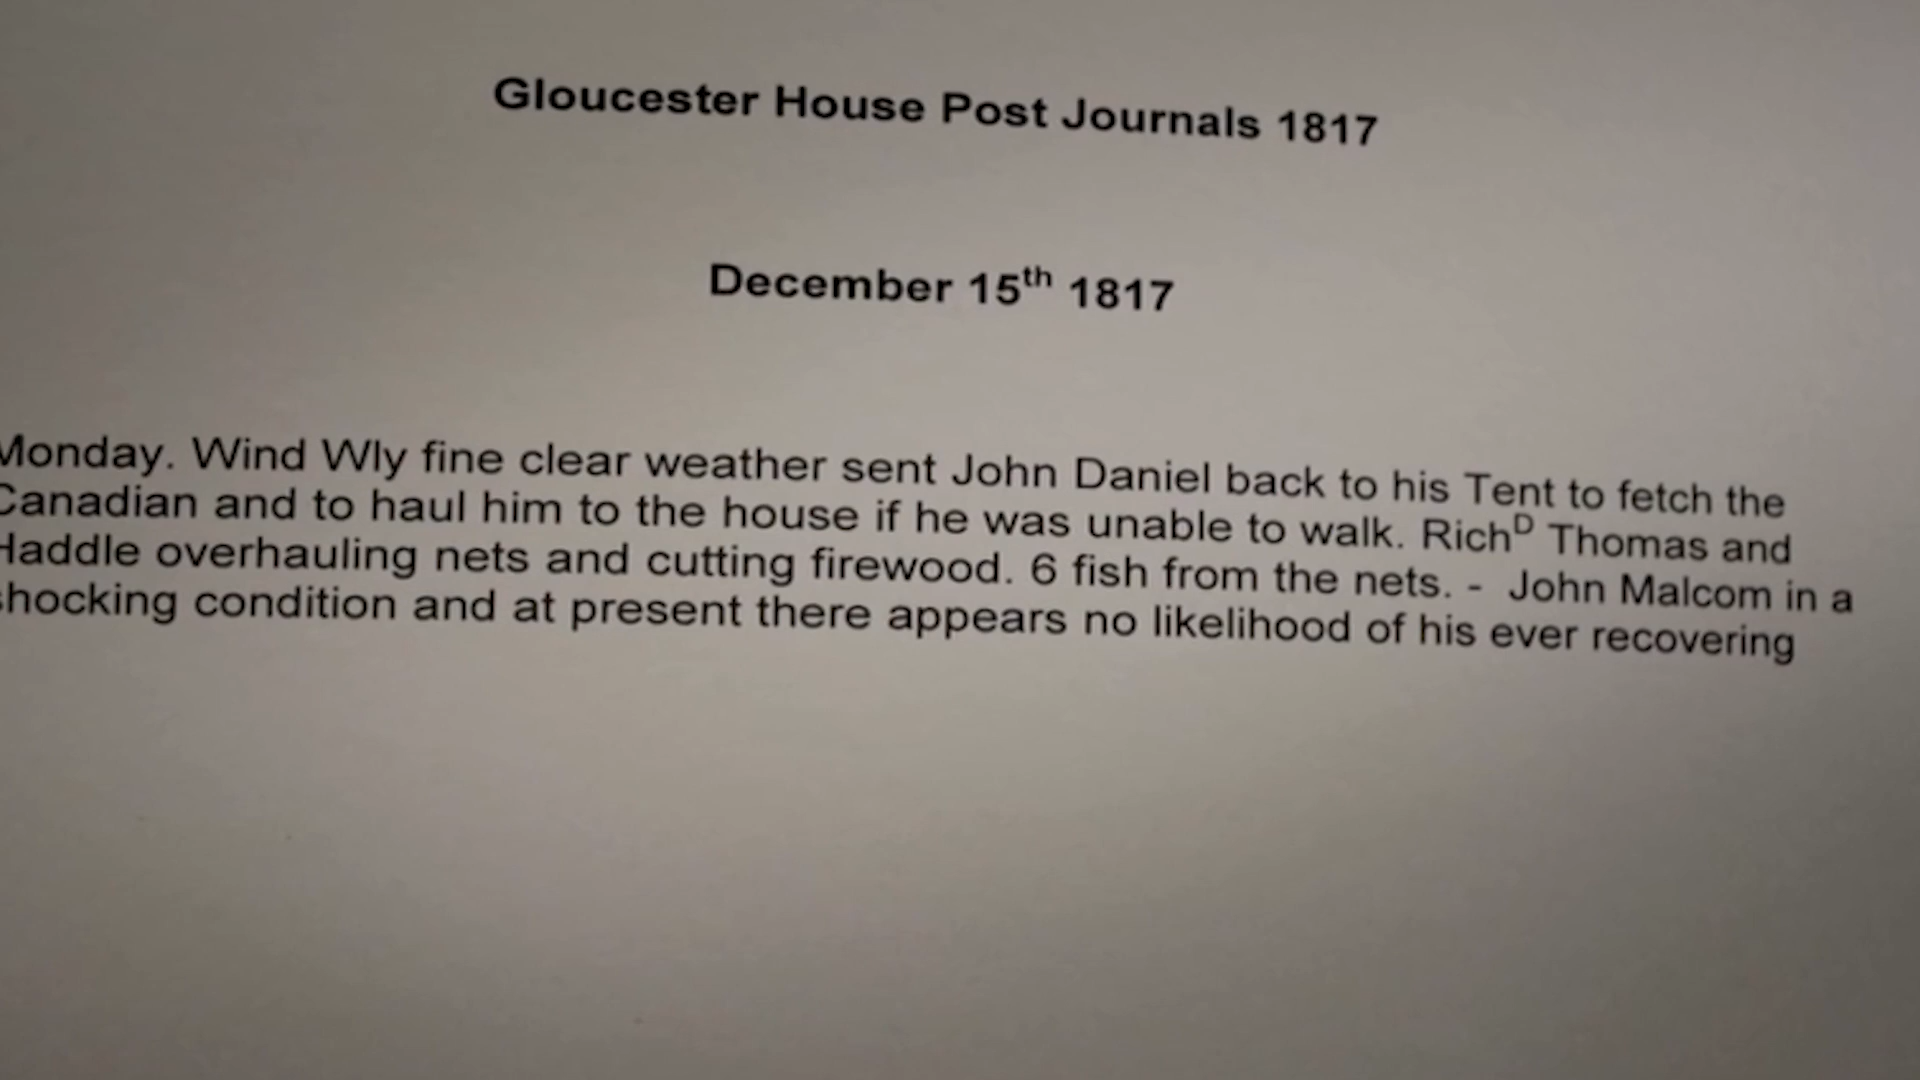 Gloucester House Post Journals 1817
December 15th 1817
Monday. Wind Wly fine clear weather sent John Daniel back to his Tent to fetch the
Canadian and to haul him to the house if he was unable to walk. RichD Thomas and
Haddle overhauling nets and cutting firewood. 6 fish from the nets. - John Malcom in a
shocking condition and at present there appears no likelihood of his ever recovering